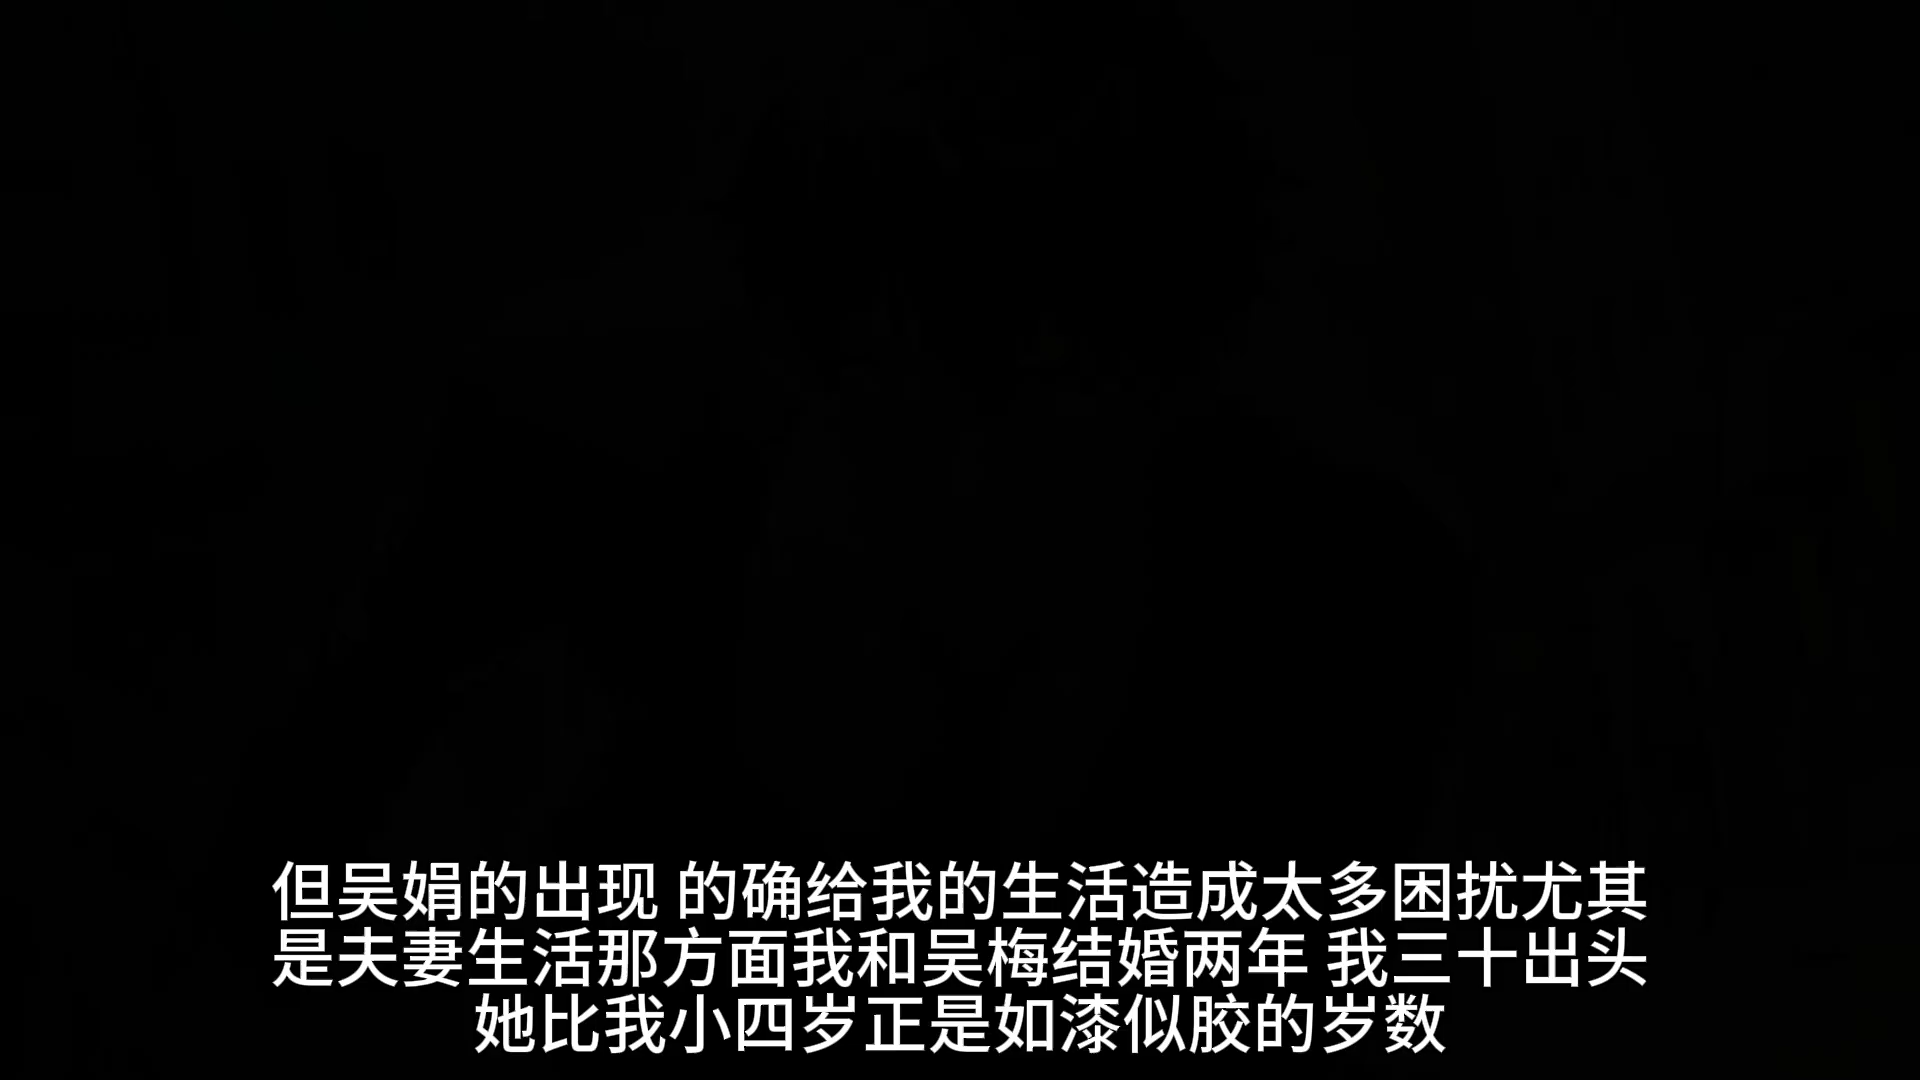 但吴娟的出现 的确给我的生活造成太多困扰尤其
是夫妻生活那方面我和吴梅结婚两年 我三十出头
她比我小四岁正是如漆似胶的岁数